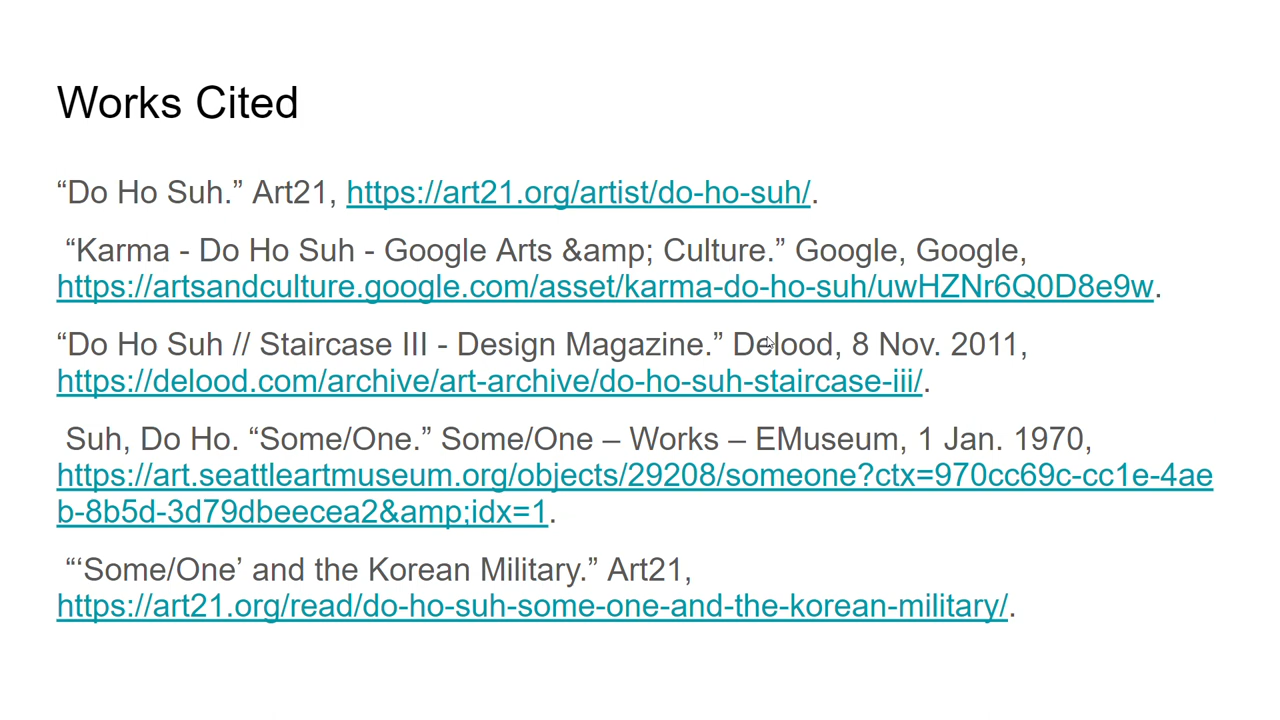 Works Cited
“Do Ho Suh.” Art21, https://art21.org/artist/do-ho-suh/.
“Karma - Do Ho Suh - Google Arts &amp; Culture.” Google, Google,
https://artsandculture.google.com/asset/karma-do-ho-suh/uwHZNr6Q0D8e9w.
“Do Ho Suh // Staircase III - Design Magazine.” Delood, 8 Nov. 2011,
https://delood.com/archive/art-archive/do-ho-suh-staircase-iii/.
Suh, Do Ho. “Some/One.” Some/One – Works – EMuseum, 1 Jan. 1970,
https://art.seattleartmuseum.org/objects/29208/someone?ctx=970cc69c-cc1e-4ae
b-8b5d-3d79dbeecea2&amp;idx=1.
“‘Some/One’ and the Korean Military.” Art21,
https://art21.org/read/do-ho-suh-some-one-and-the-korean-military/.